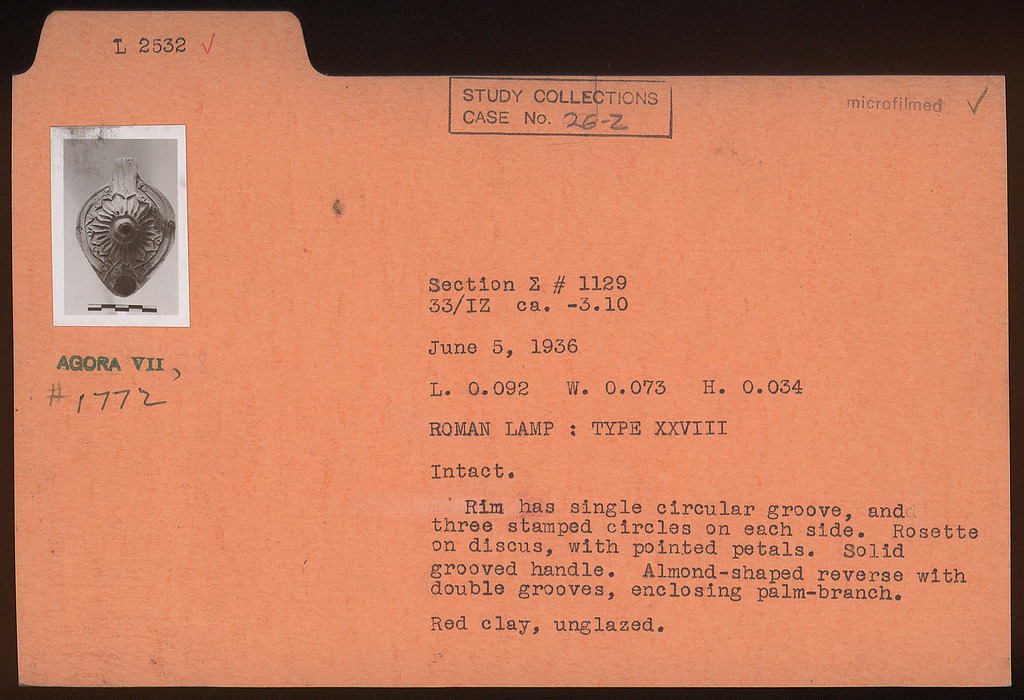 L 2532 ✓
STUDY COLLECTIONS
CASE No. 26-Z
microfilmed ✓
AGORA VII,
# 1772
Section Σ # 1129
33/IZ ca. -3.10
June 5, 1936
L. 0.092 W. 0.073 H. 0.034
ROMAN LAMP : TYPE XXVIII
Intact.
Rim has single circular groove, and
three stamped circles on each side. Rosette
on discus, with pointed petals. Solid
grooved handle. Almond-shaped reverse with
double grooves, enclosing palm-branch.
Red clay, unglazed.